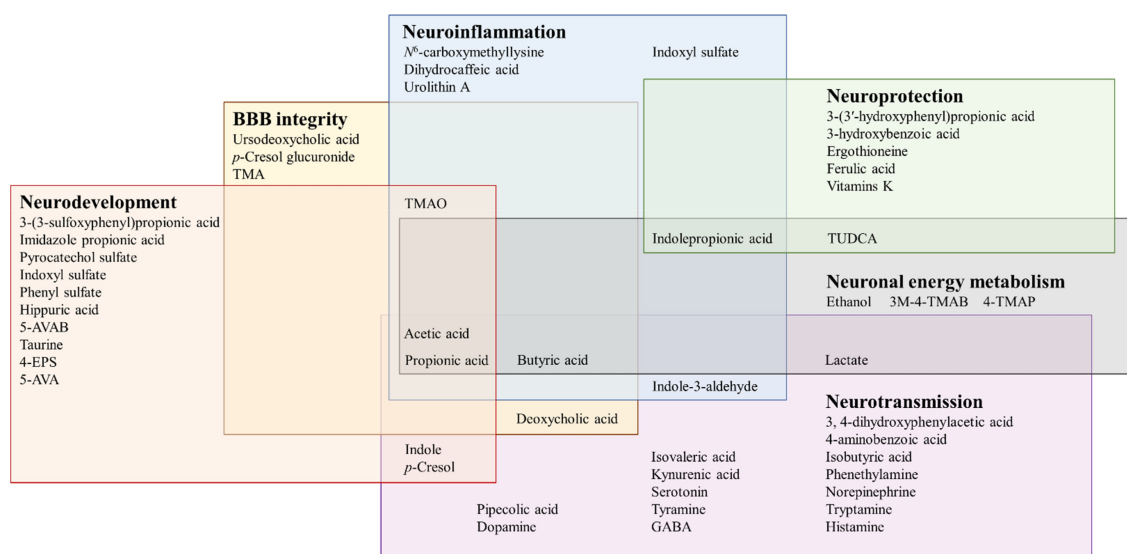 Neuroinflammation
N⁶-carboxymethyllysine
Dihydrocaffeic acid
Urolithin A
Indoxyl sulfate
Neuroprotection
3-(3′-hydroxyphenyl)propionic acid
3-hydroxybenzoic acid
Ergothioneine
Ferulic acid
Vitamins K
BBB integrity
Ursodeoxycholic acid
p-Cresol glucuronide
TMA
Neurodevelopment
3-(3-sulfoxyphenyl)propionic acid
Imidazole propionic acid
Pyrocatechol sulfate
Indoxyl sulfate
Phenyl sulfate
Hippuric acid
5-AVAB
Taurine
4-EPS
5-AVA
TMAO
Indolepropionic acid
TUDCA
Neuronal energy metabolism
Ethanol 3M-4-TMAB 4-TMAP
Acetic acid
Propionic acid
Butyric acid
Lactate
Indole-3-aldehyde
Deoxycholic acid
Neurotransmission
3, 4-dihydroxyphenylacetic acid
4-aminobenzoic acid
Isobutyric acid
Phenethylamine
Norepinephrine
Tryptamine
Histamine
Indole
p-Cresol
Isovaleric acid
Kynurenic acid
Serotonin
Tyramine
GABA
Pipecolic acid
Dopamine